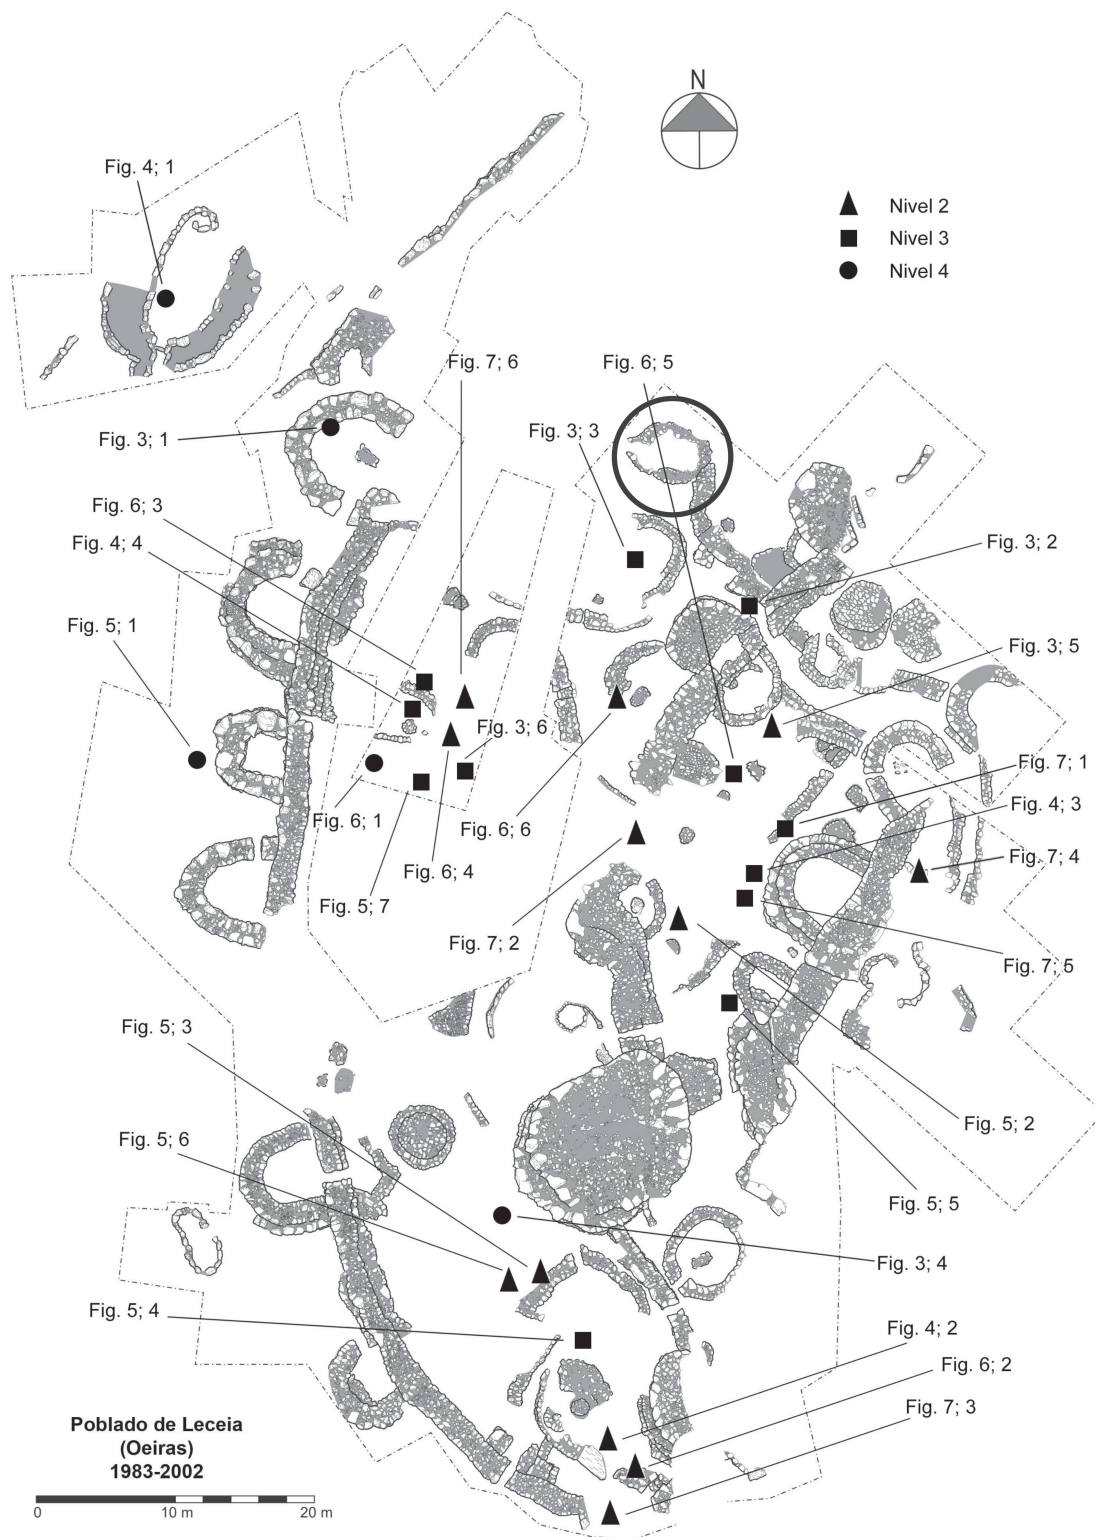 N
Fig. 4; 1
Nivel 2
Nivel 3
Nivel 4
Fig. 7; 6
Fig. 6; 5
Fig. 3; 1
Fig. 3; 3
Fig. 6; 3
Fig. 4; 4
Fig. 3; 2
Fig. 5; 1
Fig. 3; 5
Fig. 3; 6
Fig. 7; 1
Fig. 4; 3
Fig. 6; 1
Fig. 6; 6
Fig. 7; 4
Fig. 6; 4
Fig. 5; 7
Fig. 7; 2
Fig. 7; 5
Fig. 5; 3
Fig. 5; 2
Fig. 5; 6
Fig. 5; 5
Fig. 3; 4
Fig. 5; 4
Fig. 4; 2
Fig. 6; 2
Fig. 7; 3
Poblado de Leceia
(Oeiras)
1983-2002
0 10 m 20 m